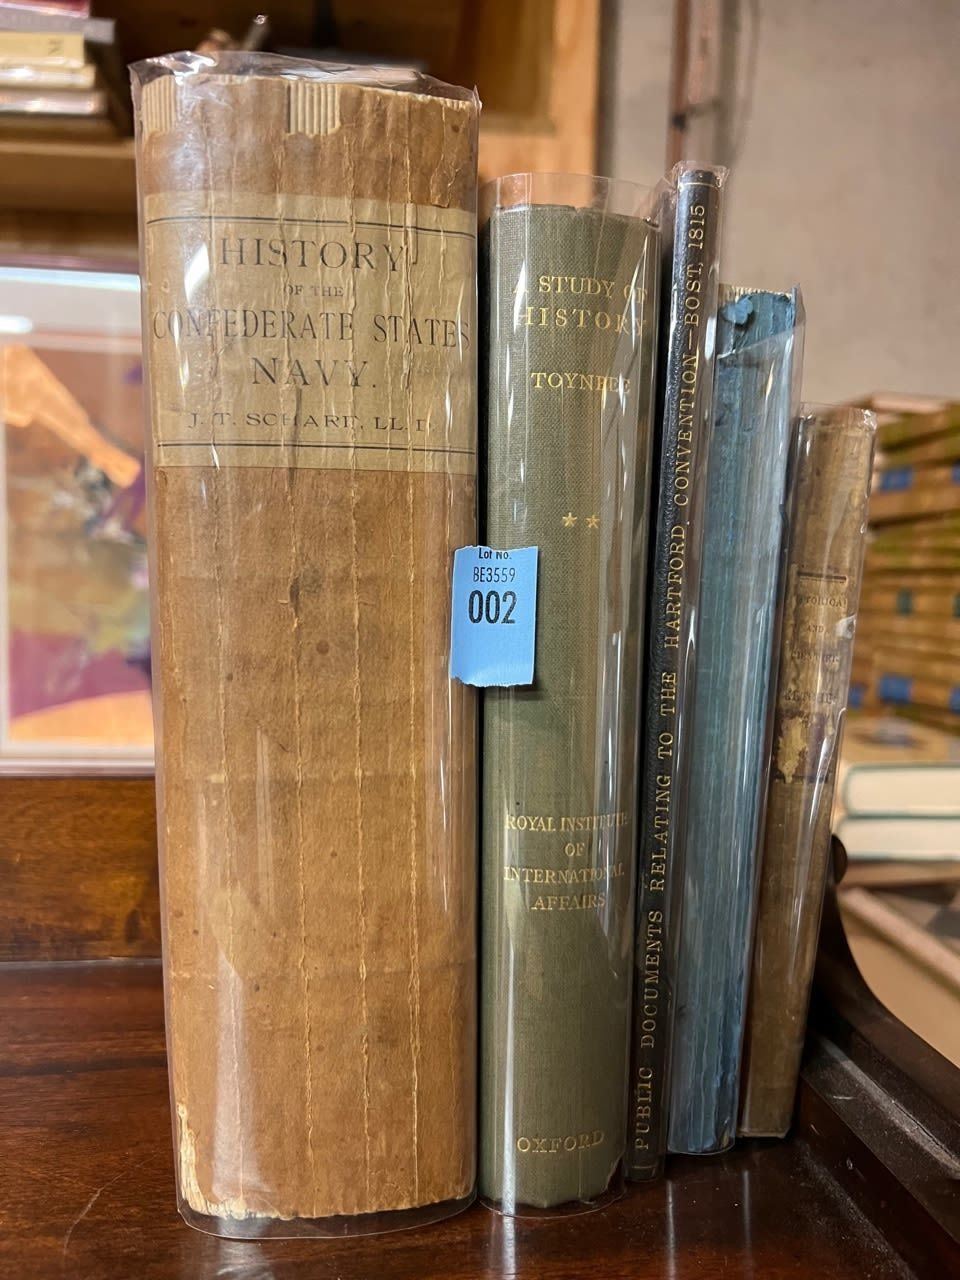 HISTORY
OF THE
CONFEDERATE STATES
NAVY.
J. T. SCHARF, LL. D.
A STUDY OF
HISTORY
TOYNBEE
★ ★
ROYAL INSTITUTE
OF
INTERNATIONAL
AFFAIRS
OXFORD
Lot No.
BE3559
002
PUBLIC DOCUMENTS RELATING TO THE HARTFORD CONVENTION—BOST, 1815
AND